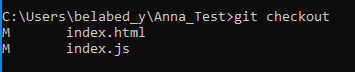 C:\Users\belabed_y\Anna_Test>git checkout
M       index.html
M       index.js